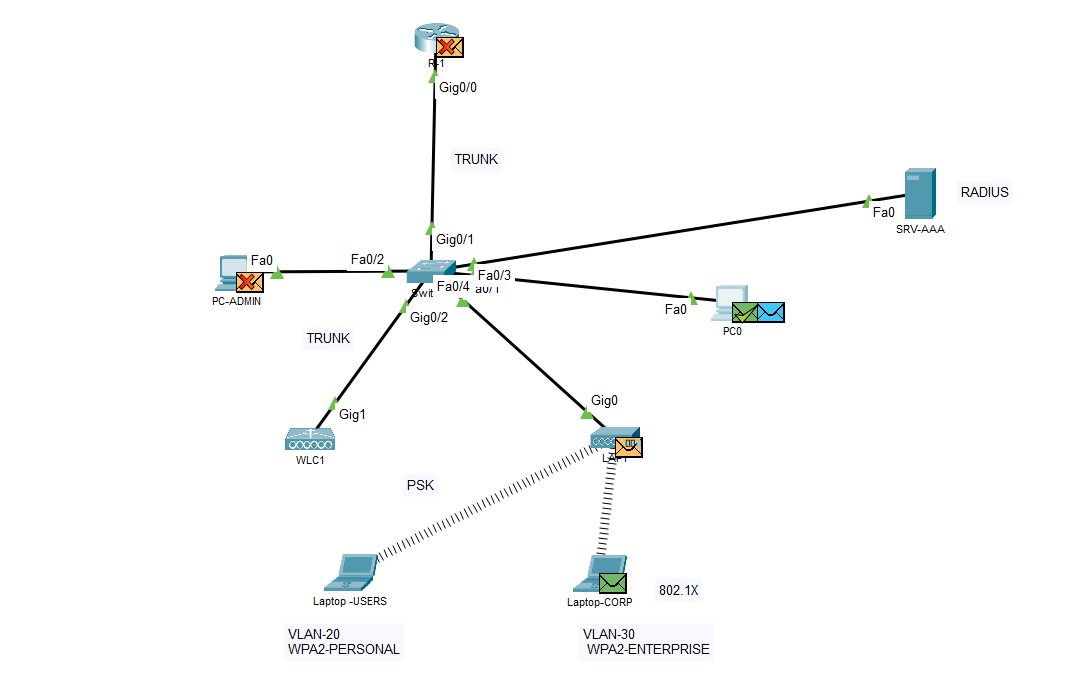 R-1
Gig0/0
TRUNK
RADIUS
Fa0
SRV-AAA
Gig0/1
Fa0
Fa0/2
Fa0/3
Fa0/4
PC-ADMIN
Gig0/2
Fa0
PC0
TRUNK
Gig1
Gig0
WLC1
PSK
Laptop -USERS
Laptop-CORP
802.1X
VLAN-20
WPA2-PERSONAL
VLAN-30
WPA2-ENTERPRISE